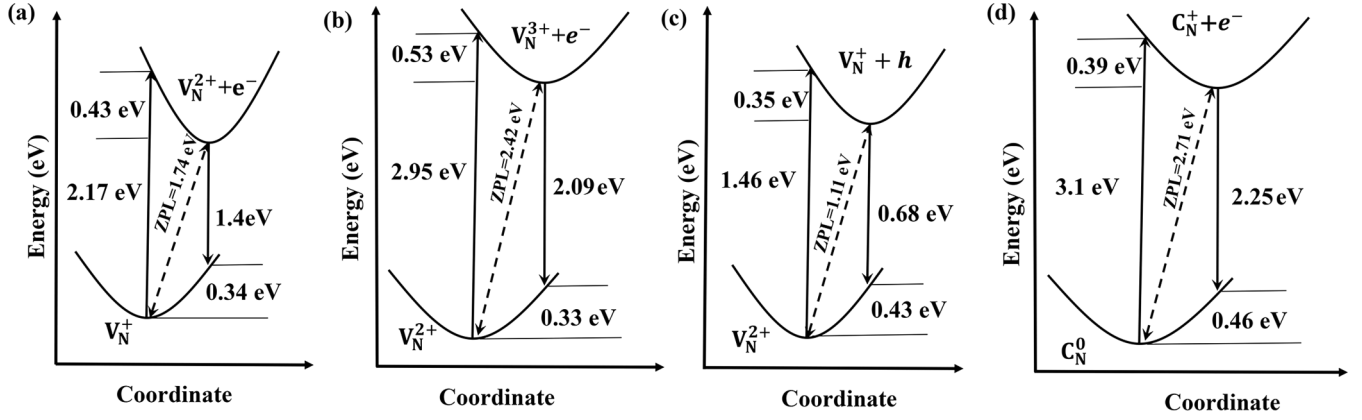 (a)
Energy (eV)
0.43 eV
V_N^{2+}+e^-
2.17 eV
ZPL=1.74 eV
1.4eV
0.34 eV
V_N^+
Coordinate
(b)
Energy (eV)
0.53 eV
V_N^{3+}+e^-
2.95 eV
ZPL=2.42 eV
2.09 eV
0.33 eV
V_N^{2+}
Coordinate
(c)
Energy (eV)
0.35 eV
V_N^+ + h
1.46 eV
ZPL=1.11 eV
0.68 eV
0.43 eV
V_N^{2+}
Coordinate
(d)
Energy (eV)
0.39 eV
C_N^++e^-
3.1 eV
ZPL=2.71 eV
2.25 eV
0.46 eV
C_N^0
Coordinate